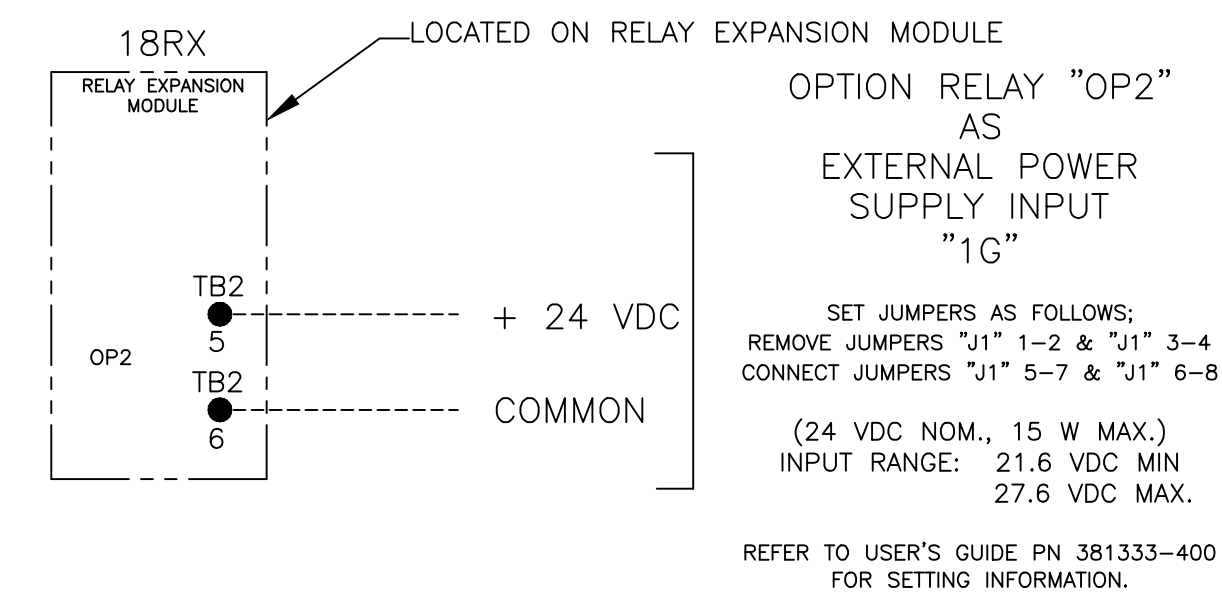 18RX
LOCATED ON RELAY EXPANSION MODULE
RELAY EXPANSION
MODULE
TB2
5
OP2
TB2
6
+ 24 VDC
COMMON
OPTION RELAY "OP2"
AS
EXTERNAL POWER
SUPPLY INPUT
"1G"
SET JUMPERS AS FOLLOWS;
REMOVE JUMPERS "J1" 1-2 & "J1" 3-4
CONNECT JUMPERS "J1" 5-7 & "J1" 6-8
(24 VDC NOM., 15 W MAX.)
INPUT RANGE: 21.6 VDC MIN
27.6 VDC MAX.
REFER TO USER'S GUIDE PN 381333-400
FOR SETTING INFORMATION.